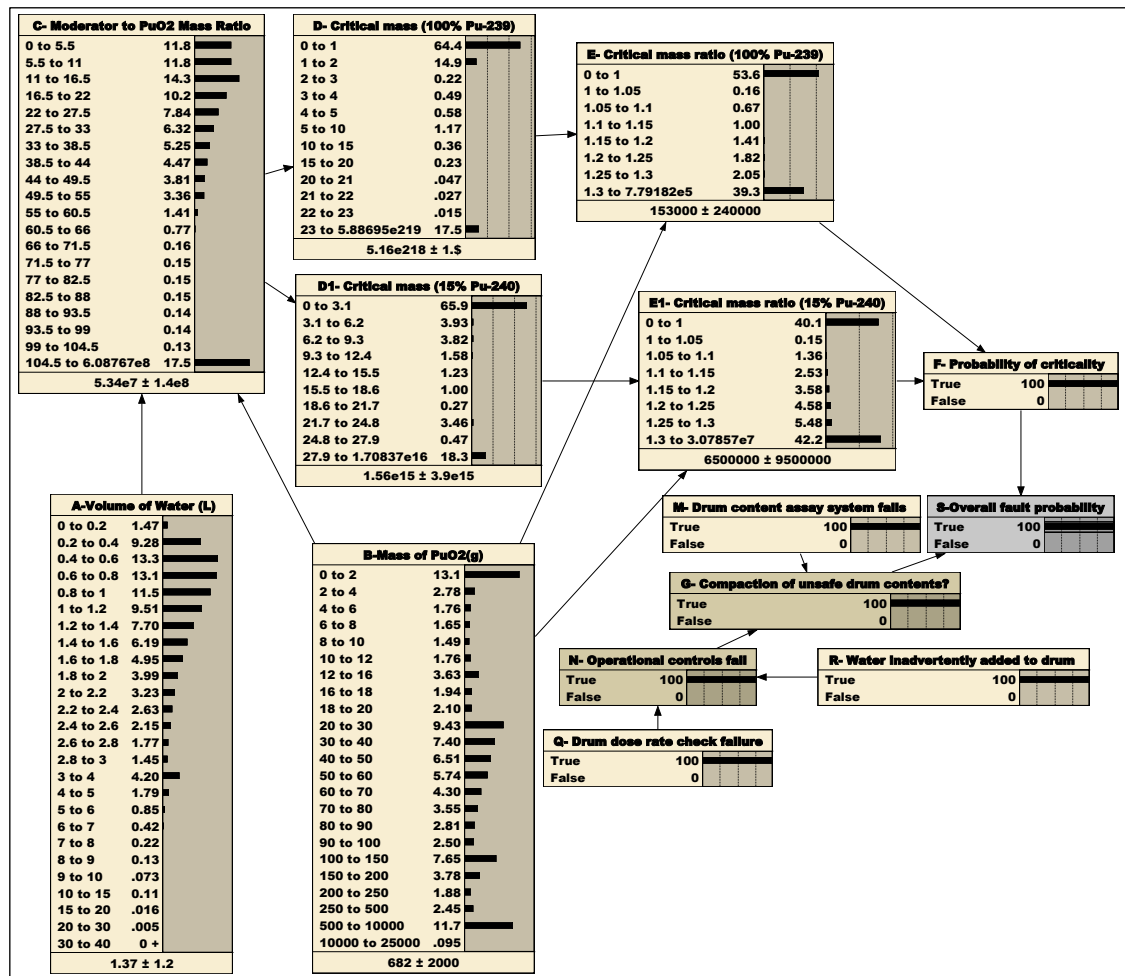 C- Moderator to PuO2 Mass Ratio
0 to 5.5 11.8
5.5 to 11 11.8
11 to 16.5 14.3
16.5 to 22 10.2
22 to 27.5 7.84
27.5 to 33 6.32
33 to 38.5 5.25
38.5 to 44 4.47
44 to 49.5 3.81
49.5 to 55 3.36
55 to 60.5 1.41
60.5 to 66 0.77
66 to 71.5 0.16
71.5 to 77 0.15
77 to 82.5 0.15
82.5 to 88 0.15
88 to 93.5 0.14
93.5 to 99 0.14
99 to 104.5 0.13
104.5 to 6.08767e8 17.5
5.34e7 ± 1.4e8
D- Critical mass (100% Pu-239)
0 to 1 64.4
1 to 2 14.9
2 to 3 0.22
3 to 4 0.49
4 to 5 0.58
5 to 10 1.17
10 to 15 0.36
15 to 20 0.23
20 to 21 .047
21 to 22 .027
22 to 23 .015
23 to 5.88695e219 17.5
5.16e218 ± 1.$
E- Critical mass ratio (100% Pu-239)
0 to 1 53.6
1 to 1.05 0.16
1.05 to 1.1 0.67
1.1 to 1.15 1.00
1.15 to 1.2 1.41
1.2 to 1.25 1.82
1.25 to 1.3 2.05
1.3 to 7.79182e5 39.3
153000 ± 240000
D1- Critical mass (15% Pu-240)
0 to 3.1 65.9
3.1 to 6.2 3.93
6.2 to 9.3 3.82
9.3 to 12.4 1.58
12.4 to 15.5 1.23
15.5 to 18.6 1.00
18.6 to 21.7 0.27
21.7 to 24.8 3.46
24.8 to 27.9 0.47
27.9 to 1.70837e16 18.3
1.56e15 ± 3.9e15
E1- Critical mass ratio (15% Pu-240)
0 to 1 40.1
1 to 1.05 0.15
1.05 to 1.1 1.36
1.1 to 1.15 2.53
1.15 to 1.2 3.58
1.2 to 1.25 4.58
1.25 to 1.3 5.48
1.3 to 3.07857e7 42.2
6500000 ± 9500000
F- Probability of criticality
True 100
False 0
A-Volume of Water (L)
0 to 0.2 1.47
0.2 to 0.4 9.28
0.4 to 0.6 13.3
0.6 to 0.8 13.1
0.8 to 1 11.5
1 to 1.2 9.51
1.2 to 1.4 7.70
1.4 to 1.6 6.19
1.6 to 1.8 4.95
1.8 to 2 3.99
2 to 2.2 3.23
2.2 to 2.4 2.63
2.4 to 2.6 2.15
2.6 to 2.8 1.77
2.8 to 3 1.45
3 to 4 4.20
4 to 5 1.79
5 to 6 0.85
6 to 7 0.42
7 to 8 0.22
8 to 9 0.13
9 to 10 .073
10 to 15 0.11
15 to 20 .016
20 to 30 .005
30 to 40 0 +
1.37 ± 1.2
B-Mass of PuO2(g)
0 to 2 13.1
2 to 4 2.78
4 to 6 1.76
6 to 8 1.65
8 to 10 1.49
10 to 12 1.76
12 to 16 3.63
16 to 18 1.94
18 to 20 2.10
20 to 30 9.43
30 to 40 7.40
40 to 50 6.51
50 to 60 5.74
60 to 70 4.30
70 to 80 3.55
80 to 90 2.81
90 to 100 2.50
100 to 150 7.65
150 to 200 3.78
200 to 250 1.88
250 to 500 2.45
500 to 10000 11.7
10000 to 25000 .095
682 ± 2000
M- Drum content assay system fails
True 100
False 0
S-Overall fault probability
True 100
False 0
G- Compaction of unsafe drum contents?
True 100
False 0
N- Operational controls fail
True 100
False 0
R- Water inadvertently added to drum
True 100
False 0
Q- Drum dose rate check failure
True 100
False 0